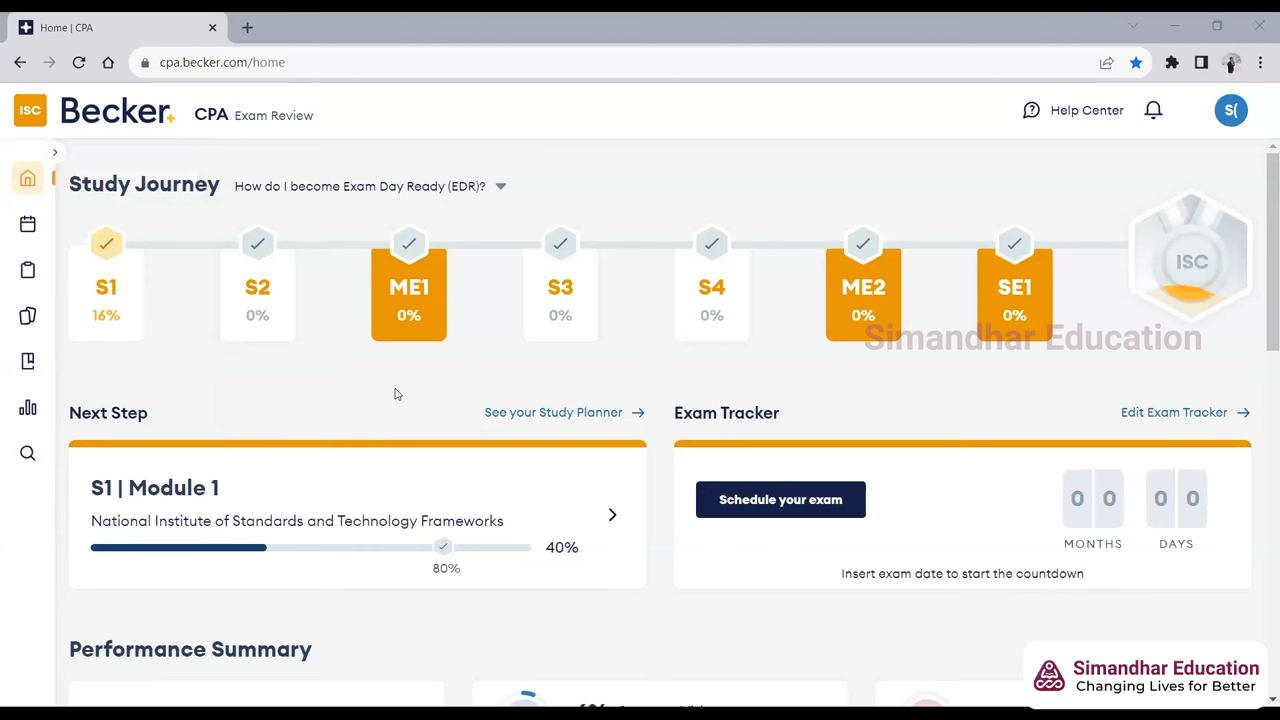 Home | CPA
cpa.becker.com/home
ISC Becker. CPA Exam Review Help Center S(
Study Journey How do I become Exam Day Ready (EDR)?
S1 S2 ME1 S3 S4 ME2 SE1 ISC
16% 0% 0% 0% 0% 0% 0%
Simandhar Education
Next Step See your Study Planner
S1 | Module 1
National Institute of Standards and Technology Frameworks
40%
80%
Exam Tracker Edit Exam Tracker
Schedule your exam
0 0 0 0
MONTHS DAYS
Insert exam date to start the countdown
Performance Summary
Simandhar Education
Changing Lives for Better